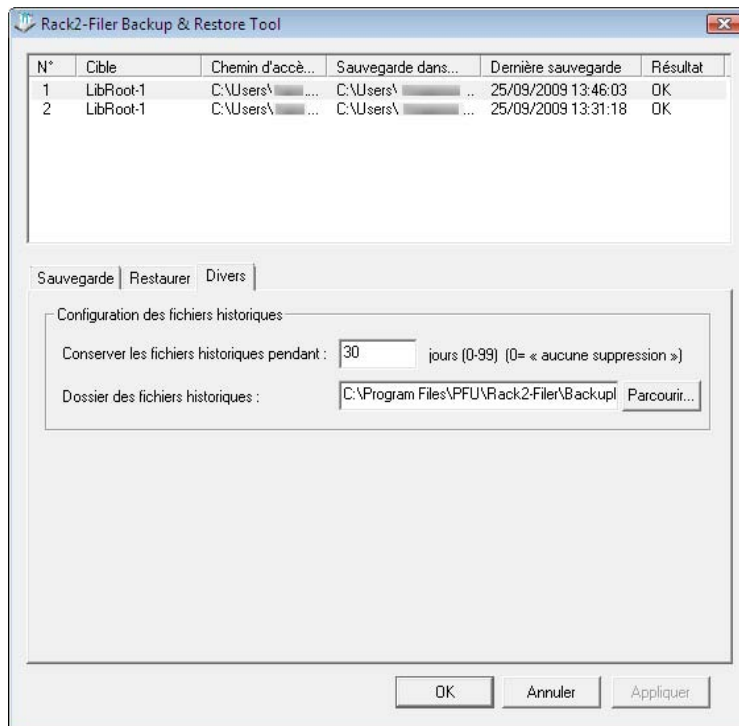 Rack2-Filer Backup & Restore Tool
N° Cible Chemin d'accè... Sauvegarde dans... Dernière sauvegarde Résultat
1 LibRoot-1 C:\Users\ .... C:\Users\ .. 25/09/2009 13:46:03 OK
2 LibRoot-1 C:\Users\ ... C:\Users\ ... 25/09/2009 13:31:18 OK
Sauvegarde Restaurer Divers
Configuration des fichiers historiques
Conserver les fichiers historiques pendant : 30 jours (0-99) (0= « aucune suppression »)
Dossier des fichiers historiques : C:\Program Files\PFU\Rack2-Filer\Backupl Parcourir...
OK Annuler Appliquer